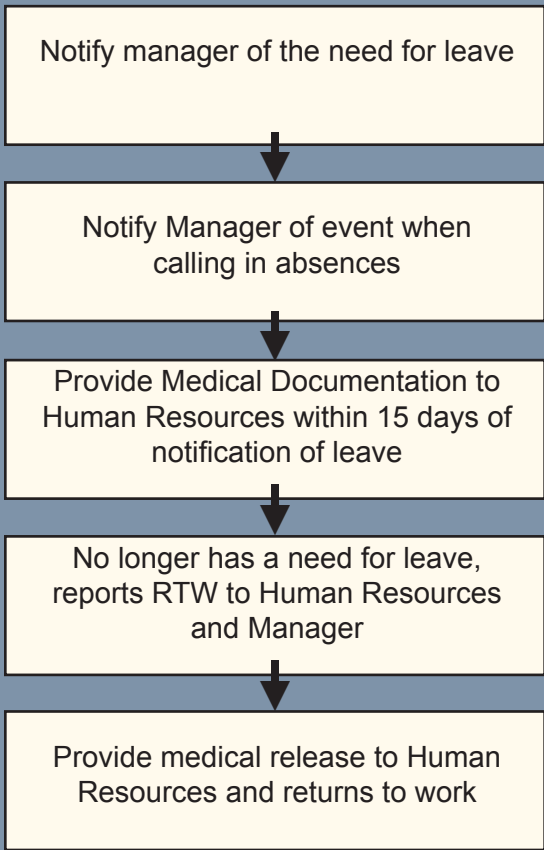 Notify manager of the need for leave
Notify Manager of event when
calling in absences
Provide Medical Documentation to
Human Resources within 15 days of
notification of leave
No longer has a need for leave,
reports RTW to Human Resources
and Manager
Provide medical release to Human
Resources and returns to work